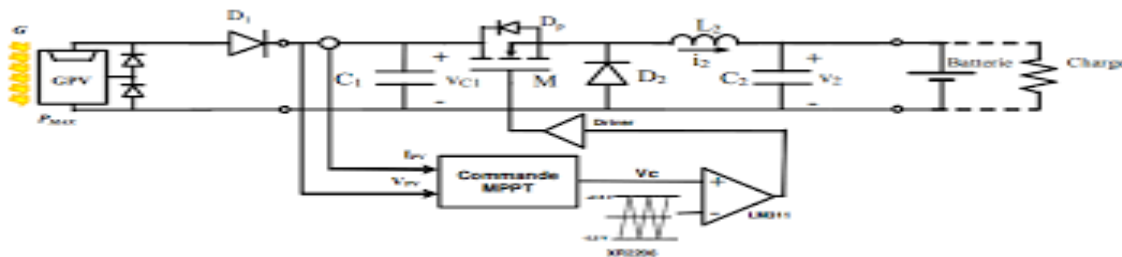 G
D1
Dp
L2
i2
GPV
C1
+
vC1
-
M
D2
C2
+
v2
-
Batterie
Charge
PMAX
Driver
IPV
VPV
Commande
MPPT
Vc
+
-
LM311
XR2206